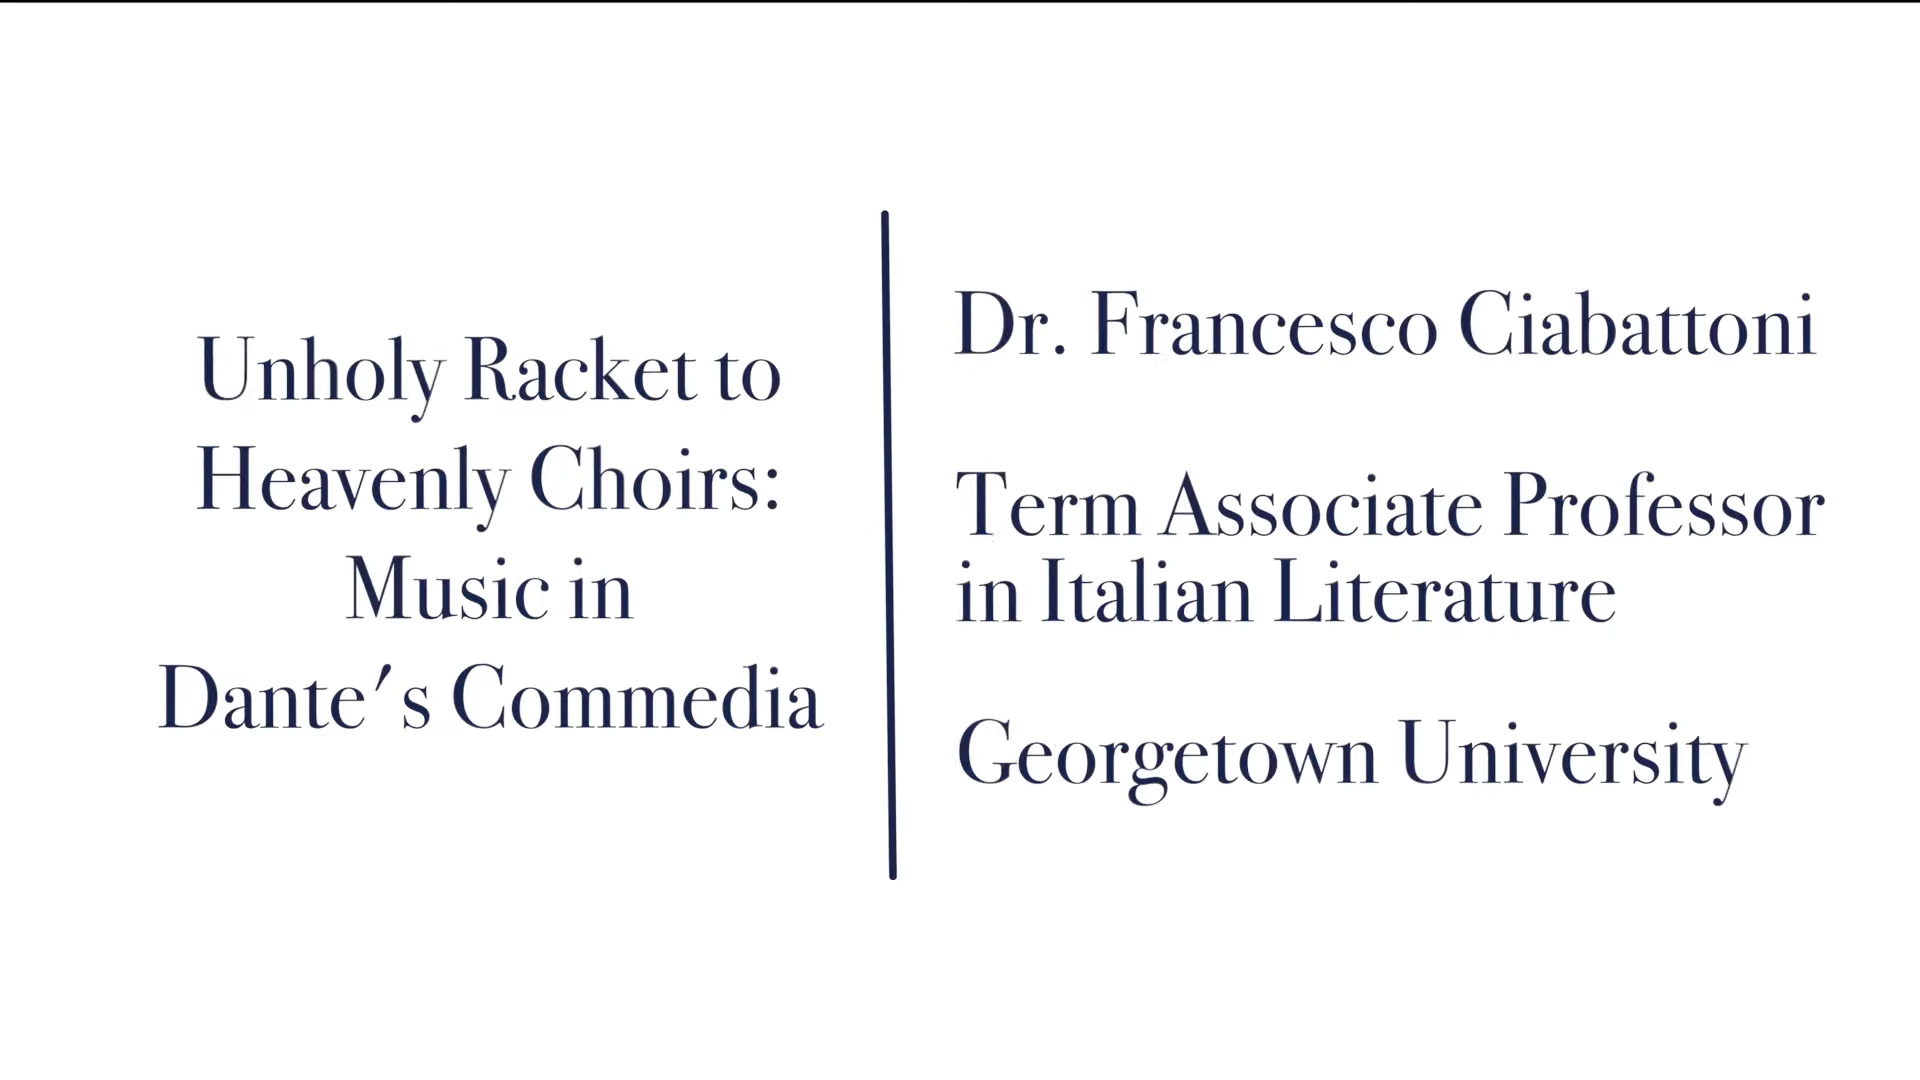 Unholy Racket to
Heavenly Choirs:
Music in
Dante's Commedia
Dr. Francesco Ciabattoni
Term Associate Professor
in Italian Literature
Georgetown University